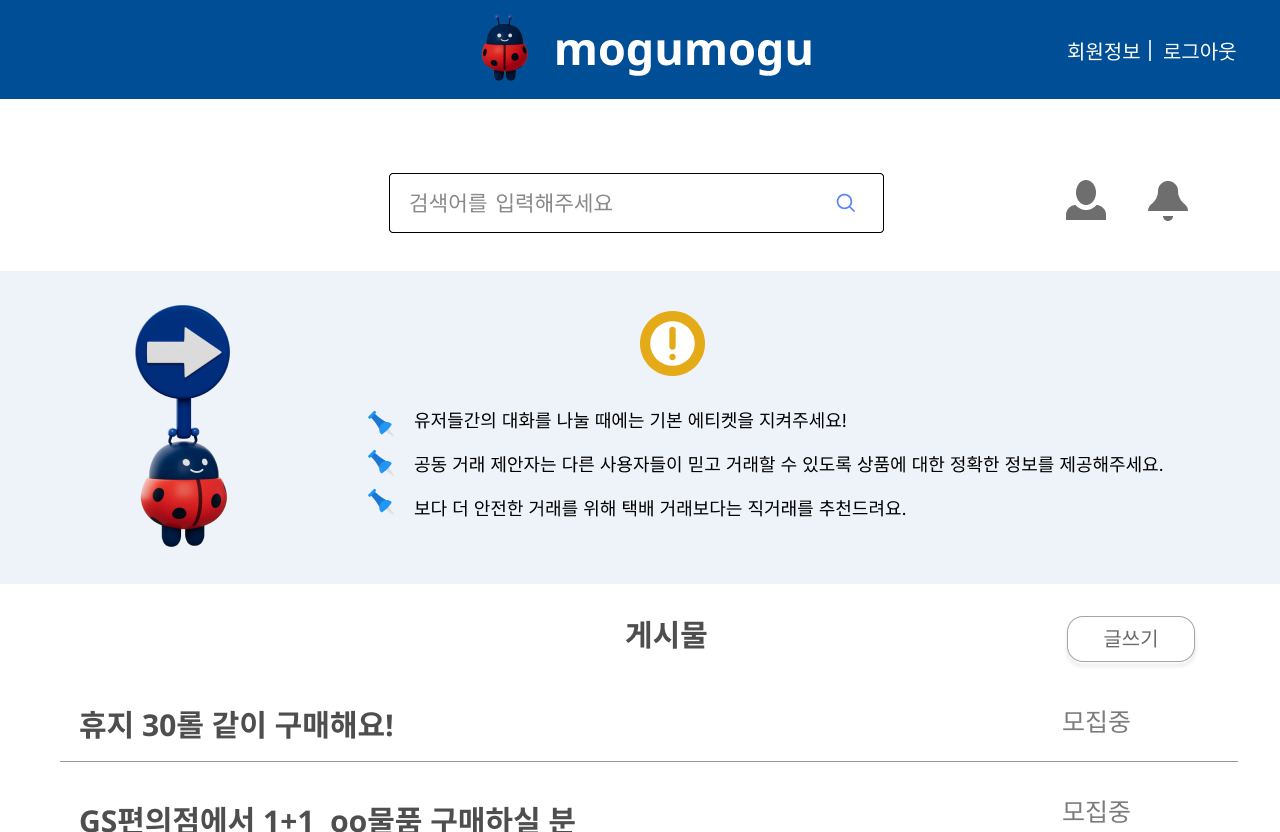 mogumogu
회원정보 | 로그아웃
검색어를 입력해주세요
유저들간의 대화를 나눌 때에는 기본 에티켓을 지켜주세요!
공동 거래 제안자는 다른 사용자들이 믿고 거래할 수 있도록 상품에 대한 정확한 정보를 제공해주세요.
보다 더 안전한 거래를 위해 택배 거래보다는 직거래를 추천드려요.
게시물
글쓰기
휴지 30롤 같이 구매해요!
모집중
GS편의점에서 1+1 oo물품 구매하실 분
모집중